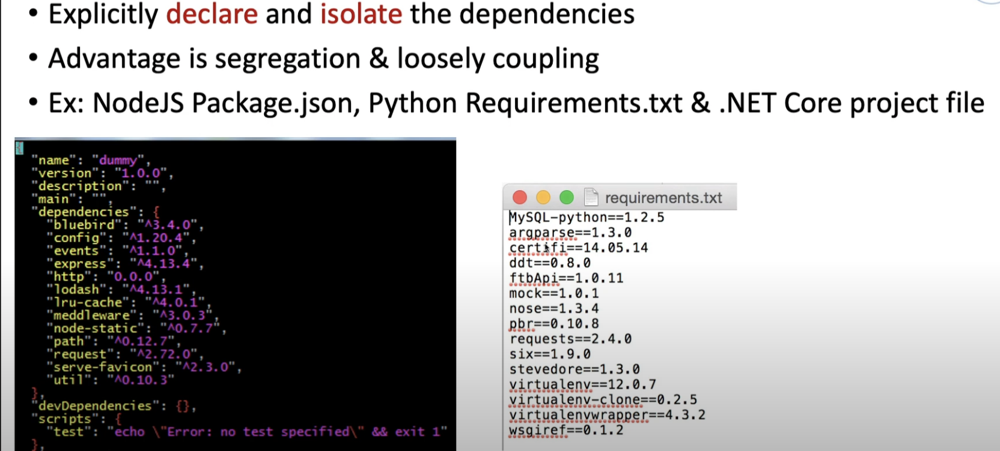 • Explicitly declare and isolate the dependencies
• Advantage is segregation & loosely coupling
• Ex: NodeJS Package.json, Python Requirements.txt & .NET Core project file
{
"name": "dummy",
"version": "1.0.0",
"description": "",
"main": "",
"dependencies": {
"bluebird": "^3.4.0",
"config": "^1.20.4",
"events": "^1.1.0",
"express": "^4.13.4",
"http": "0.0.0",
"lodash": "^4.13.1",
"lru-cache": "^4.0.1",
"meddleware": "^3.0.3",
"node-static": "^0.7.7",
"path": "^0.12.7",
"request": "^2.72.0",
"serve-favicon": "^2.3.0",
"util": "^0.10.3"
},
"devDependencies": {},
"scripts": {
"test": "echo \"Error: no test specified\" && exit 1"
},
requirements.txt
MySQL-python==1.2.5
argparse==1.3.0
certifi==14.05.14
ddt==0.8.0
ftbApi==1.0.11
mock==1.0.1
nose==1.3.4
pbr==0.10.8
requests==2.4.0
six==1.9.0
stevedore==1.3.0
virtualenv==12.0.7
virtualenv-clone==0.2.5
virtualenvwrapper==4.3.2
wsgiref==0.1.2